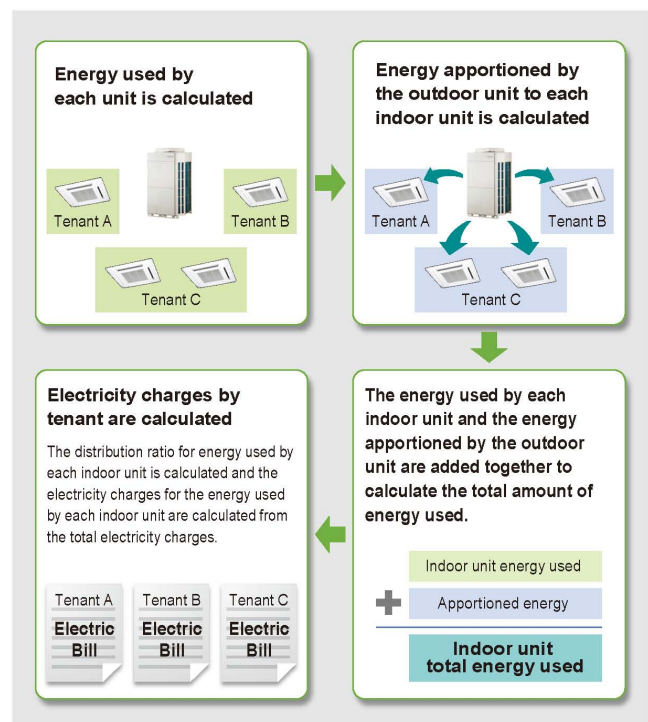 Energy used by
each unit is calculated
Tenant A
Tenant B
Tenant C
Energy apportioned by
the outdoor unit to each
indoor unit is calculated
Tenant A
Tenant B
Tenant C
The energy used by each
indoor unit and the energy
apportioned by the outdoor
unit are added together to
calculate the total amount of
energy used.
Indoor unit energy used
Apportioned energy
Indoor unit
total energy used
Electricity charges by
tenant are calculated
The distribution ratio for energy used by
each indoor unit is calculated and the
electricity charges for the energy used
by each indoor unit are calculated from
the total electricity charges.
Tenant A
Electric
Bill
Tenant B
Electric
Bill
Tenant C
Electric
Bill